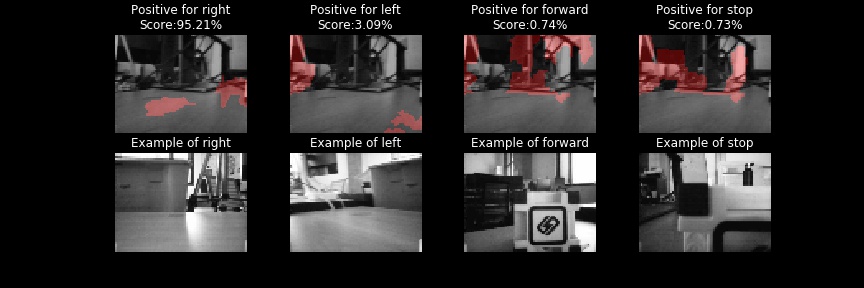 Positive for right
Score:95.21%
Positive for left
Score:3.09%
Positive for forward
Score:0.74%
Positive for stop
Score:0.73%
Example of right
Example of left
Example of forward
Example of stop